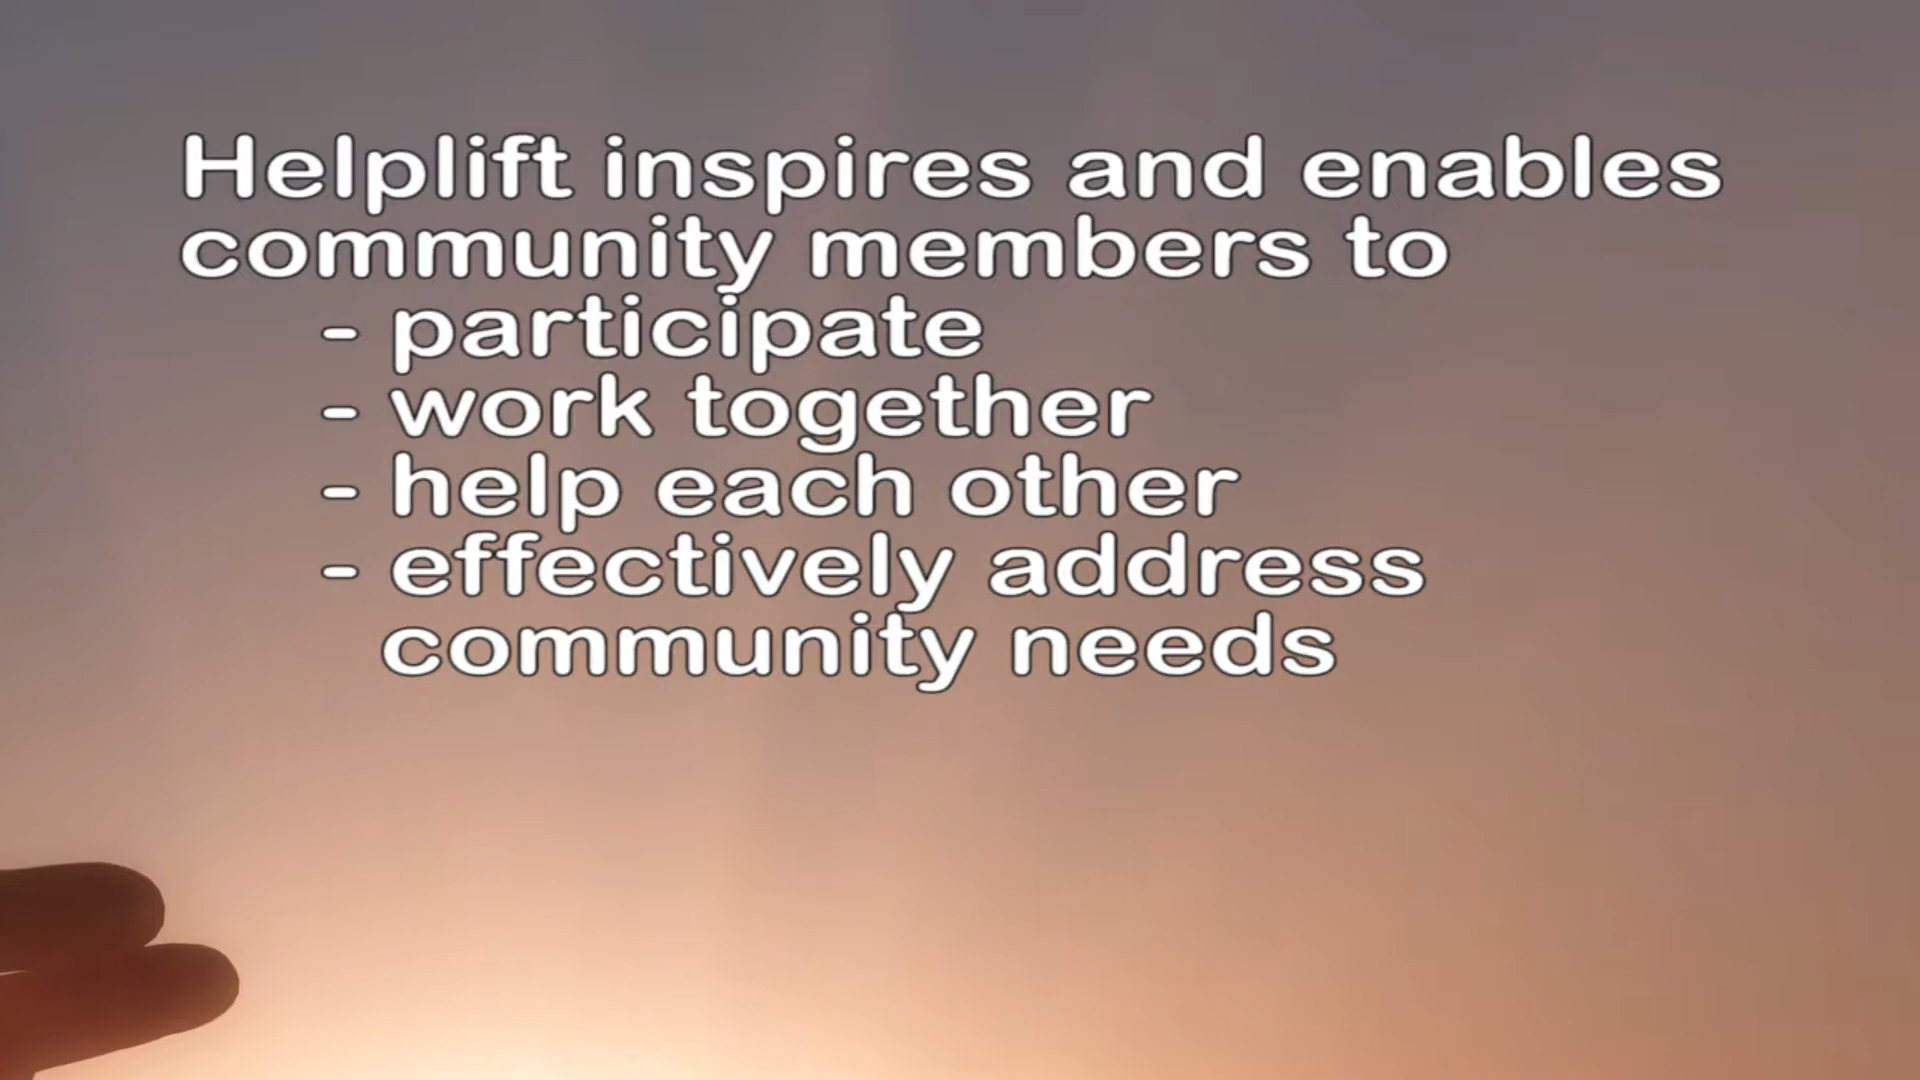 Helplift inspires and enables
community members to
- participate
- work together
- help each other
- effectively address
community needs